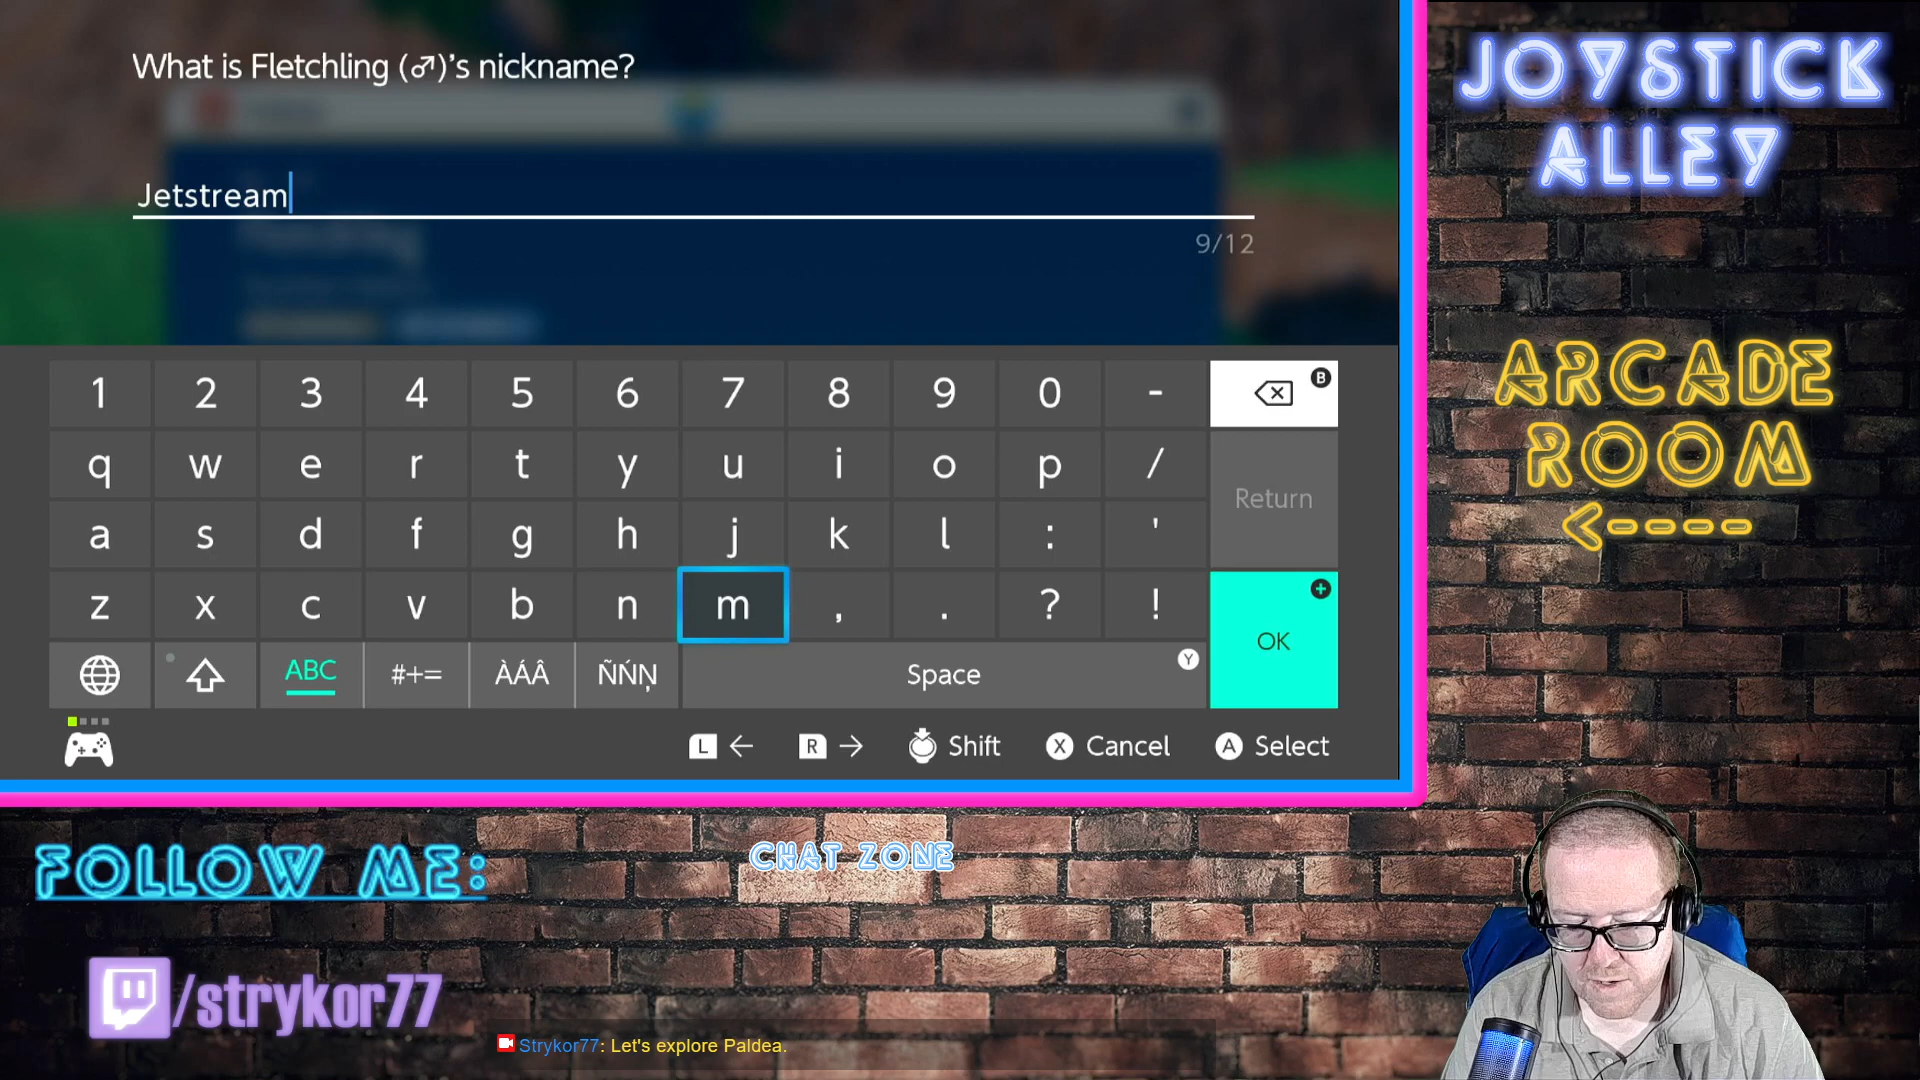 What is Fletchling (♂)'s nickname?
Jetstream
9/12
1 2 3 4 5 6 7 8 9 0 - B
q w e r t y u i o p /
Return
a s d f g h j k l : '
z x c v b n m , . ? ! +
OK
ABC #+= ÀÁÂ ÑŃŅ Space Y
L ← R → Shift X Cancel A Select
JOYSTICK
ALLEY
ARCADE
ROOM
<----
FOLLOW ME:
/strykor77
CHAT ZONE
Strykor77: Let's explore Paldea.